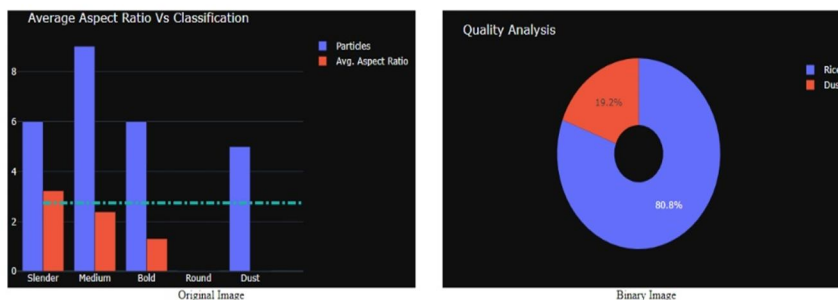 Average Aspect Ratio Vs Classification
Particles
Avg. Aspect Ratio
8
6
4
2
0
Slender Medium Bold Round Dust
Original Image
Quality Analysis
Rice
Dus
19.2%
80.8%
Binary Image